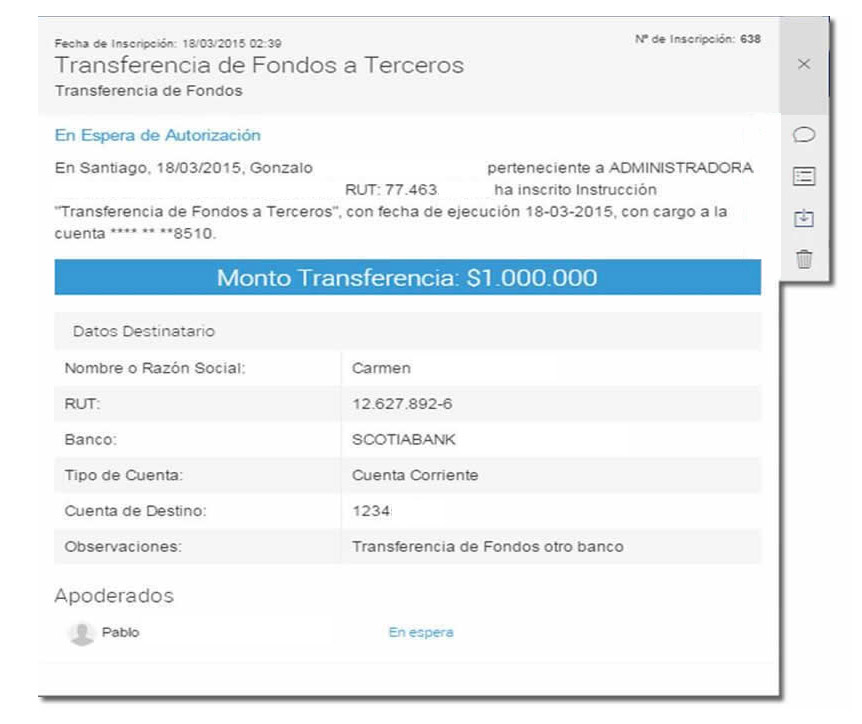 Fecha de Inscripción: 18/03/2015 02:39
Nº de Inscripción: 638
Transferencia de Fondos a Terceros
Transferencia de Fondos
En Espera de Autorización
En Santiago, 18/03/2015, Gonzalo perteneciente a ADMINISTRADORA
RUT: 77.463 ha inscrito Instrucción
"Transferencia de Fondos a Terceros", con fecha de ejecución 18-03-2015, con cargo a la
cuenta **** ** **8510.
Monto Transferencia: $1.000.000
Datos Destinatario
Nombre o Razón Social: Carmen
RUT: 12.627.892-6
Banco: SCOTIABANK
Tipo de Cuenta: Cuenta Corriente
Cuenta de Destino: 1234
Observaciones: Transferencia de Fondos otro banco
Apoderados
Pablo En espera